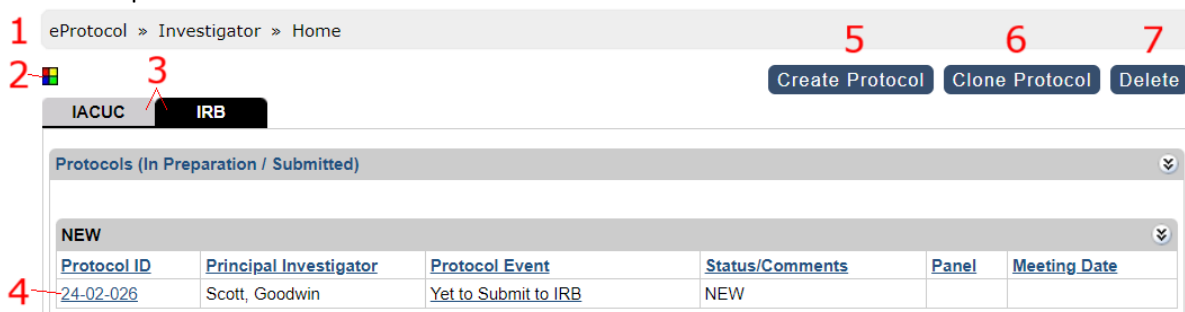 1 eProtocol » Investigator » Home
5 6 7
2 3 Create Protocol Clone Protocol Delete
IACUC IRB
Protocols (In Preparation / Submitted)
NEW
Protocol ID Principal Investigator Protocol Event Status/Comments Panel Meeting Date
4 24-02-026 Scott, Goodwin Yet to Submit to IRB NEW